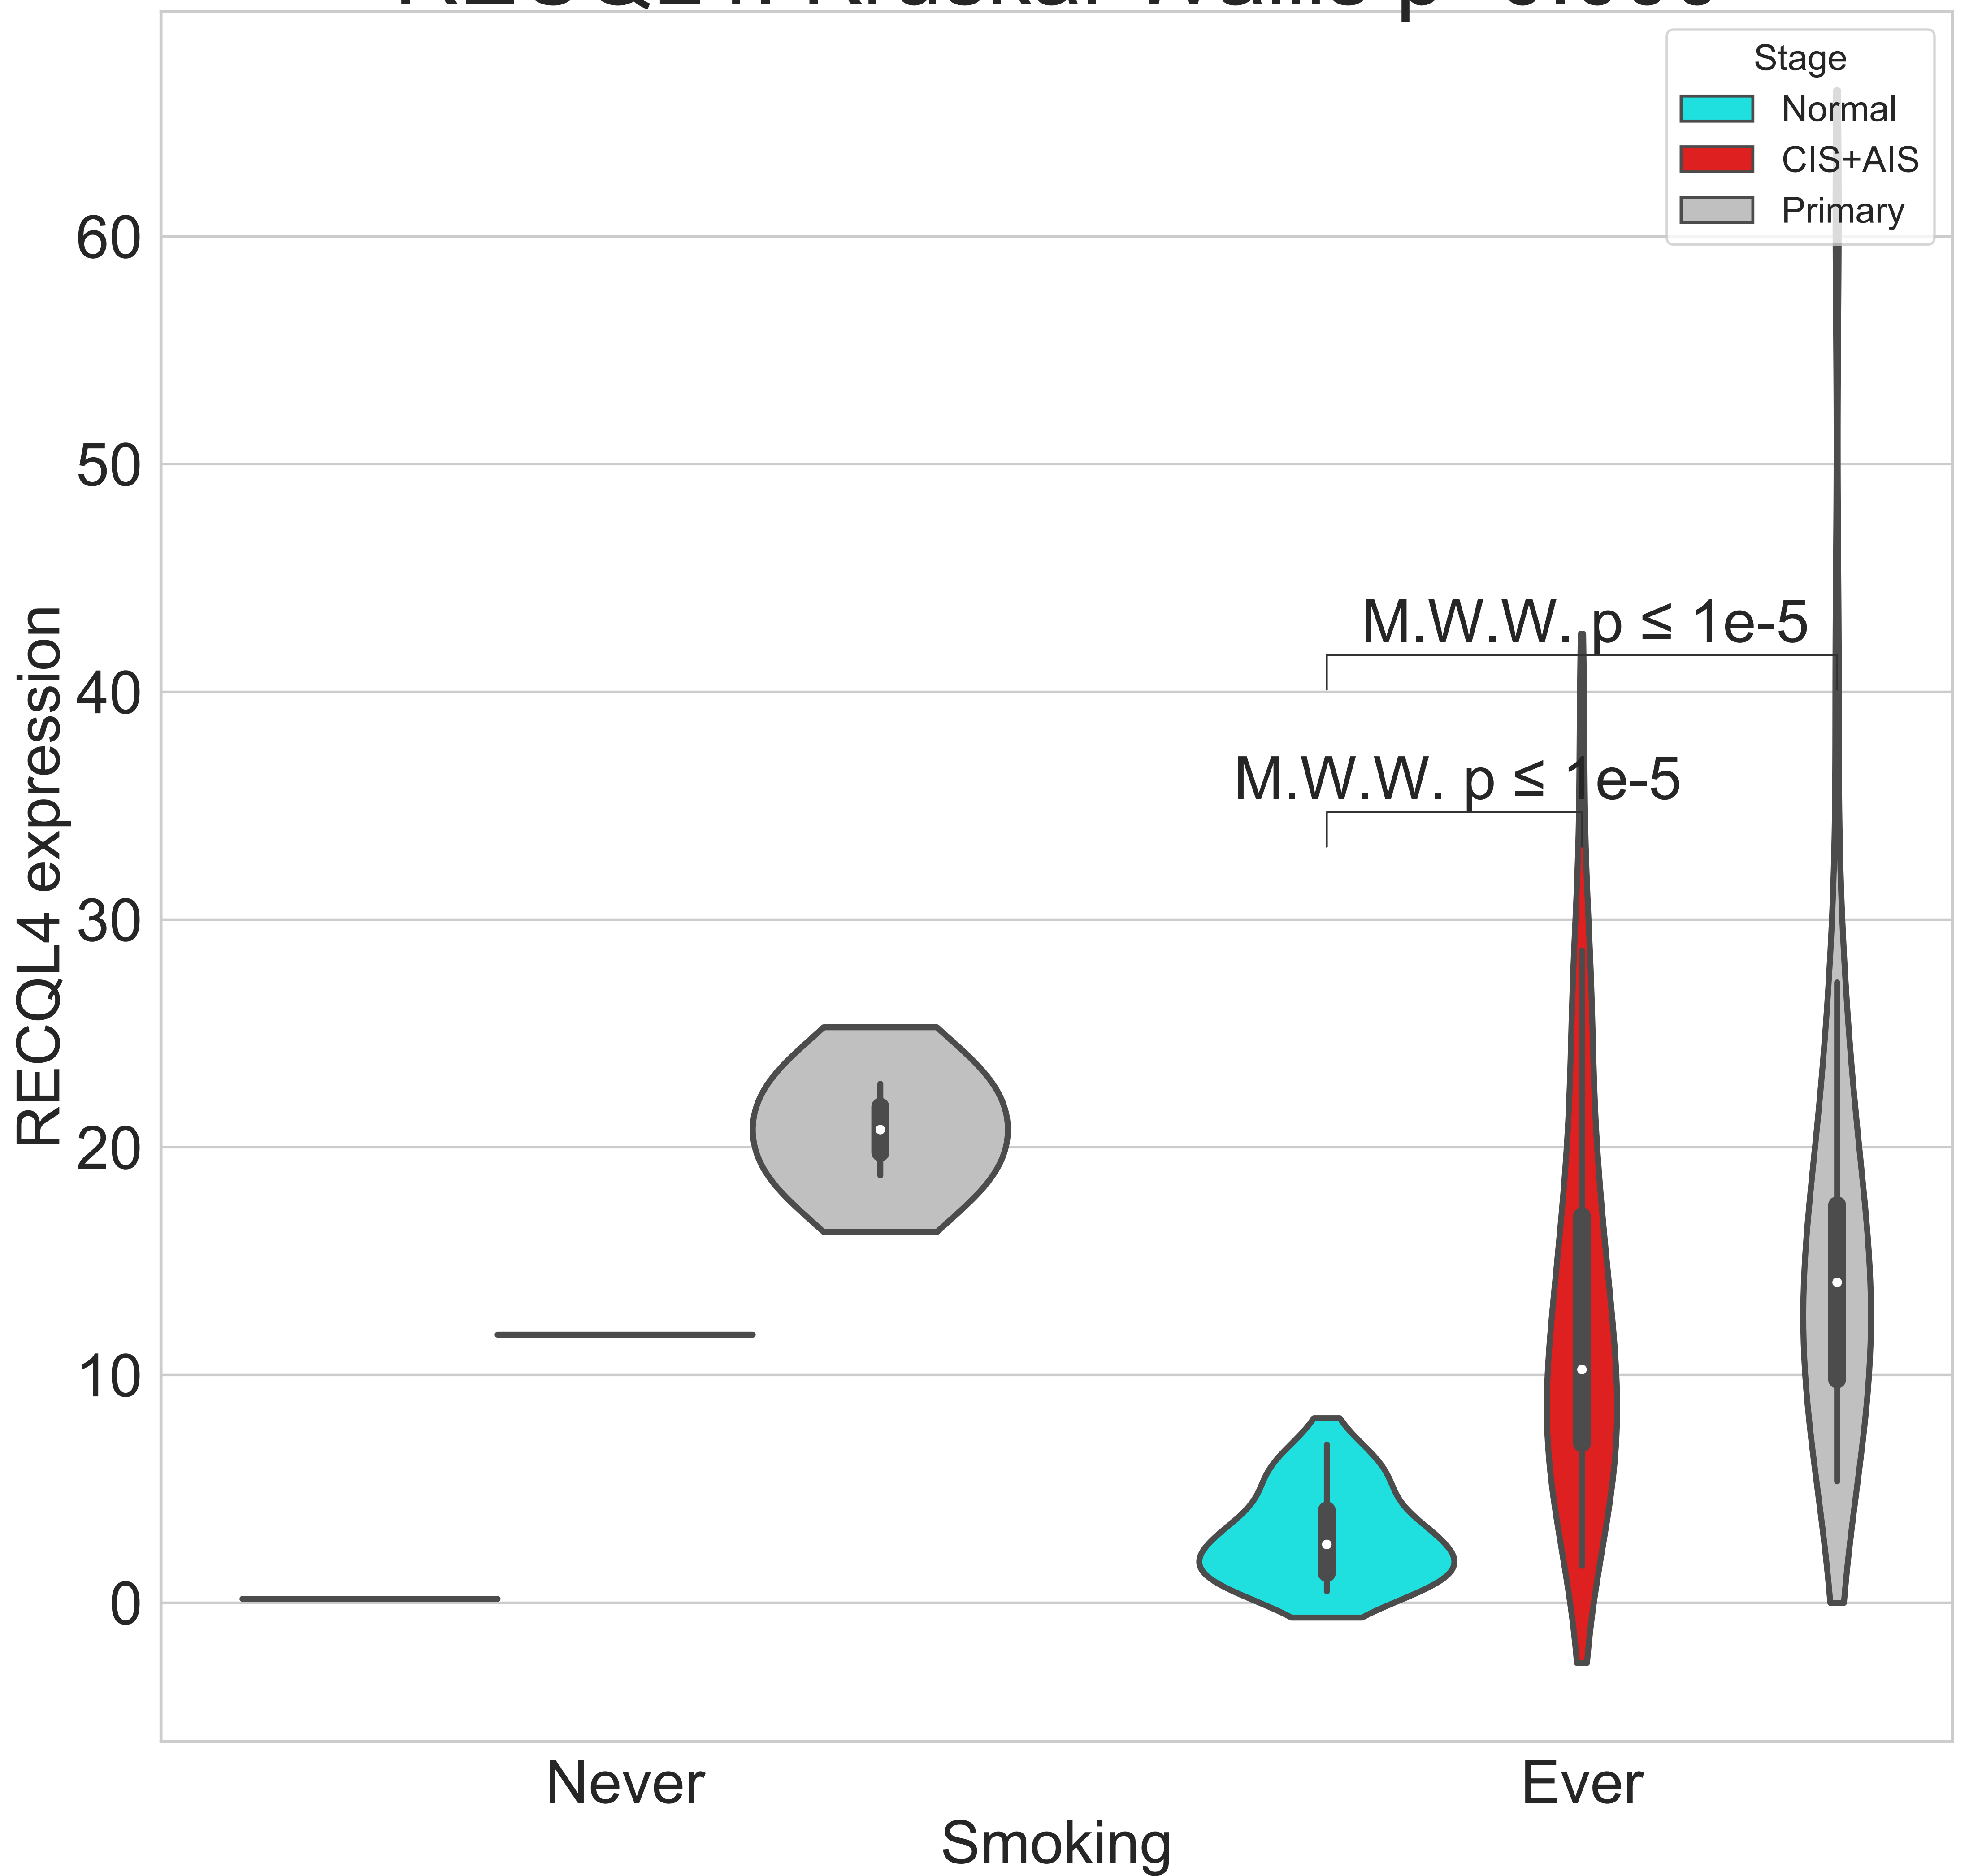 Stage
Normal
CIS+AIS
Primary
60
50
40
30
20
10
0
RECQL4 expression
M.W.W. p ≤ 1e-5
M.W.W. p ≤ 1e-5
Never
Ever
Smoking